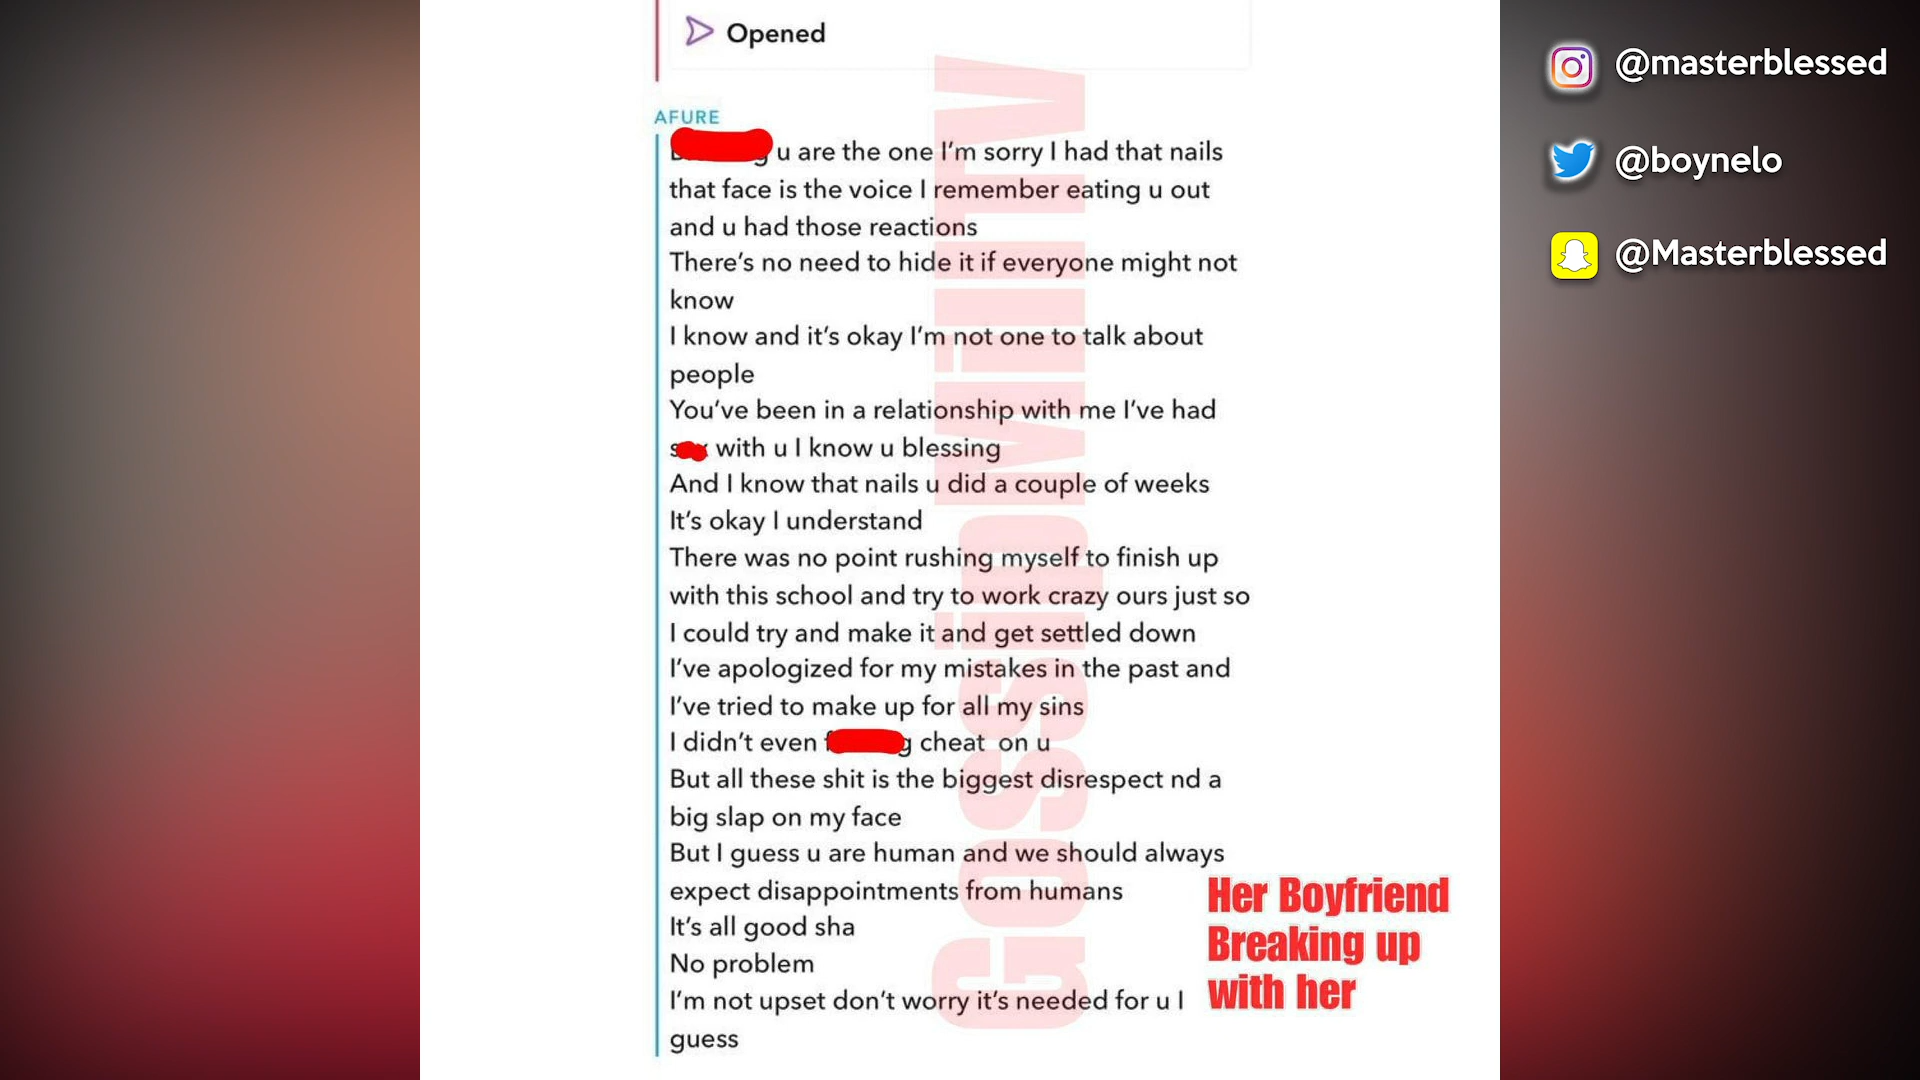 Opened
AFURE
u are the one I'm sorry I had that nails
that face is the voice I remember eating u out
and u had those reactions
There's no need to hide it if everyone might not
know
I know and it's okay I'm not one to talk about
people
You've been in a relationship with me I've had
with u I know u blessing
And I know that nails u did a couple of weeks
It's okay I understand
There was no point rushing myself to finish up
with this school and try to work crazy ours just so
I could try and make it and get settled down
I've apologized for my mistakes in the past and
I've tried to make up for all my sins
I didn't even cheat on u
But all these shit is the biggest disrespect nd a
big slap on my face
But I guess u are human and we should always
expect disappointments from humans
It's all good sha
No problem
I'm not upset don't worry it's needed for u I
guess
Her Boyfriend
Breaking up
with her
GossipMillTV
@masterblessed
@boynelo
@Masterblessed